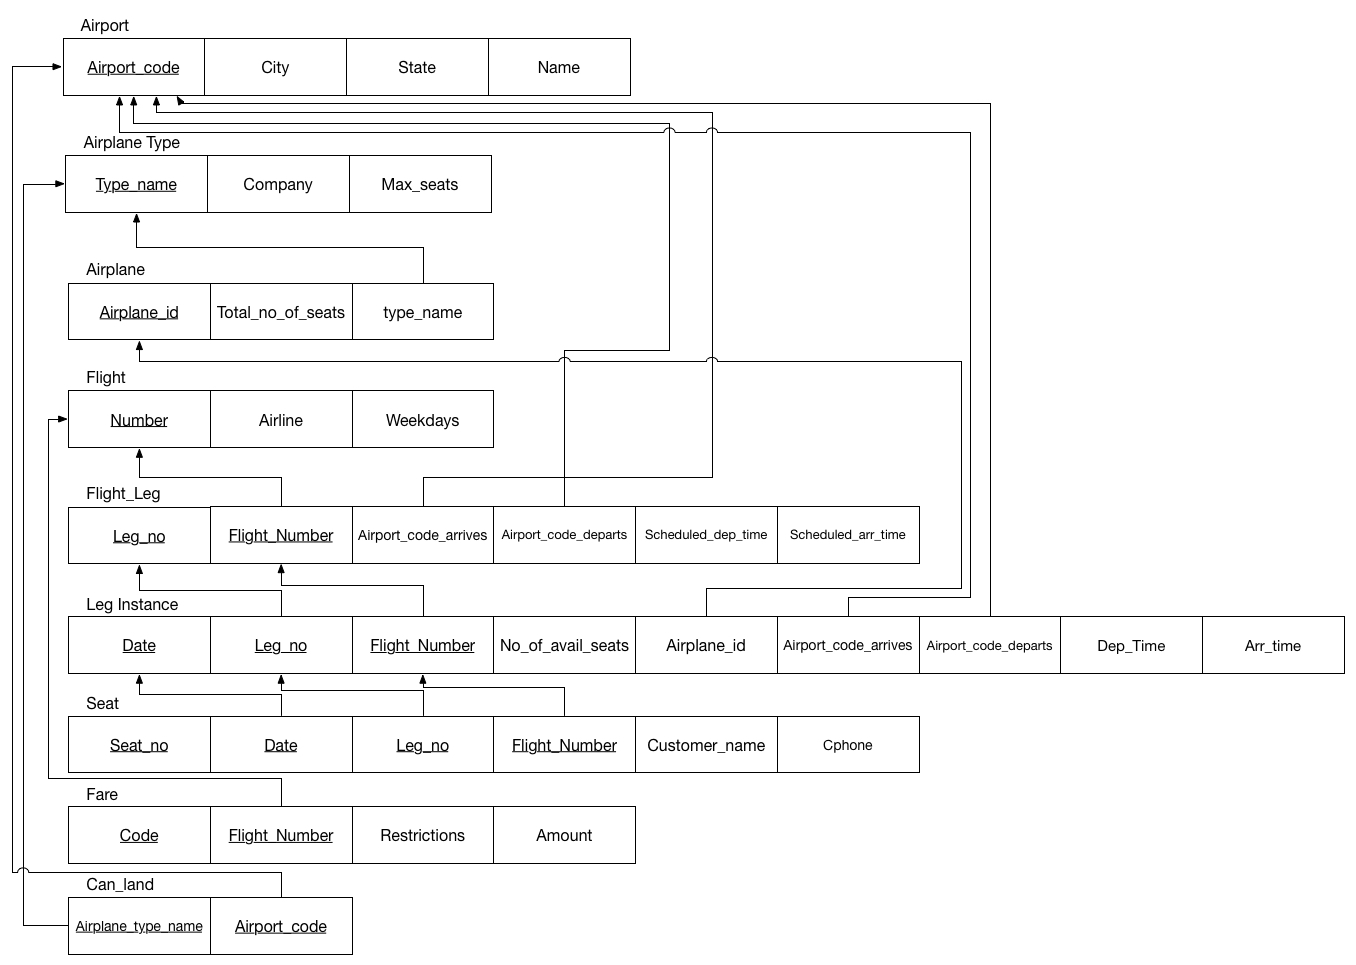 Airport
Airport_code City State Name
Airplane Type
Type_name Company Max_seats
Airplane
Airplane_id Total_no_of_seats type_name
Flight
Number Airline Weekdays
Flight_Leg
Leg_no Flight_Number Airport_code_arrives Airport_code_departs Scheduled_dep_time Scheduled_arr_time
Leg Instance
Date Leg_no Flight_Number No_of_avail_seats Airplane_id Airport_code_arrives Airport_code_departs Dep_Time Arr_time
Seat
Seat_no Date Leg_no Flight_Number Customer_name Cphone
Fare
Code Flight_Number Restrictions Amount
Can_land
Airplane_type_name Airport_code